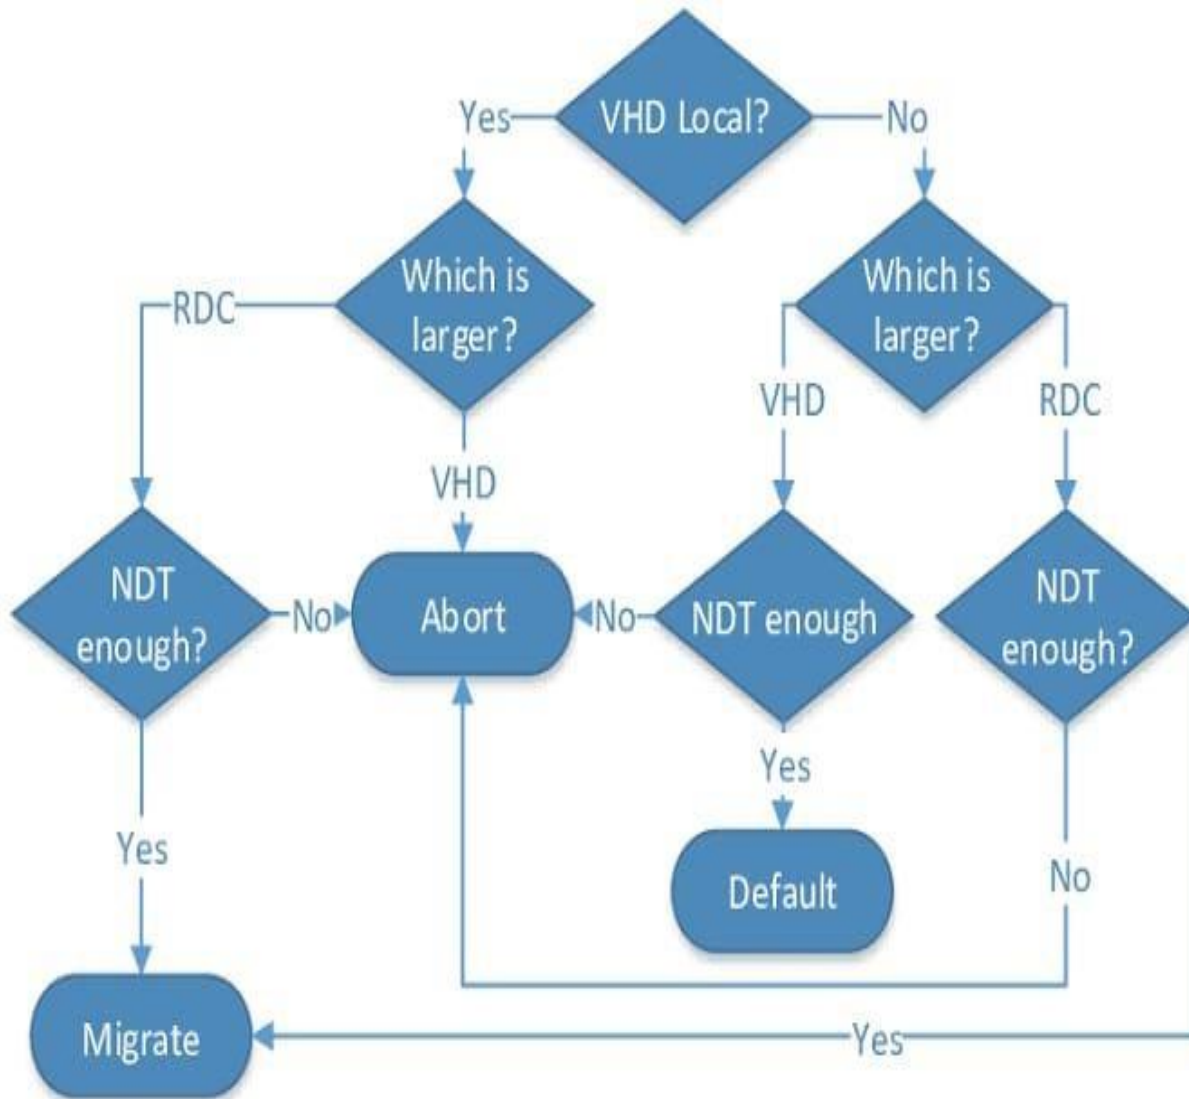 VHD Local?
Yes
No
Which is
larger?
Which is
larger?
RDC
VHD
RDC
VHD
NDT
enough?
No
Abort
No
NDT enough
NDT
enough?
Yes
Yes
No
Default
Migrate
Yes